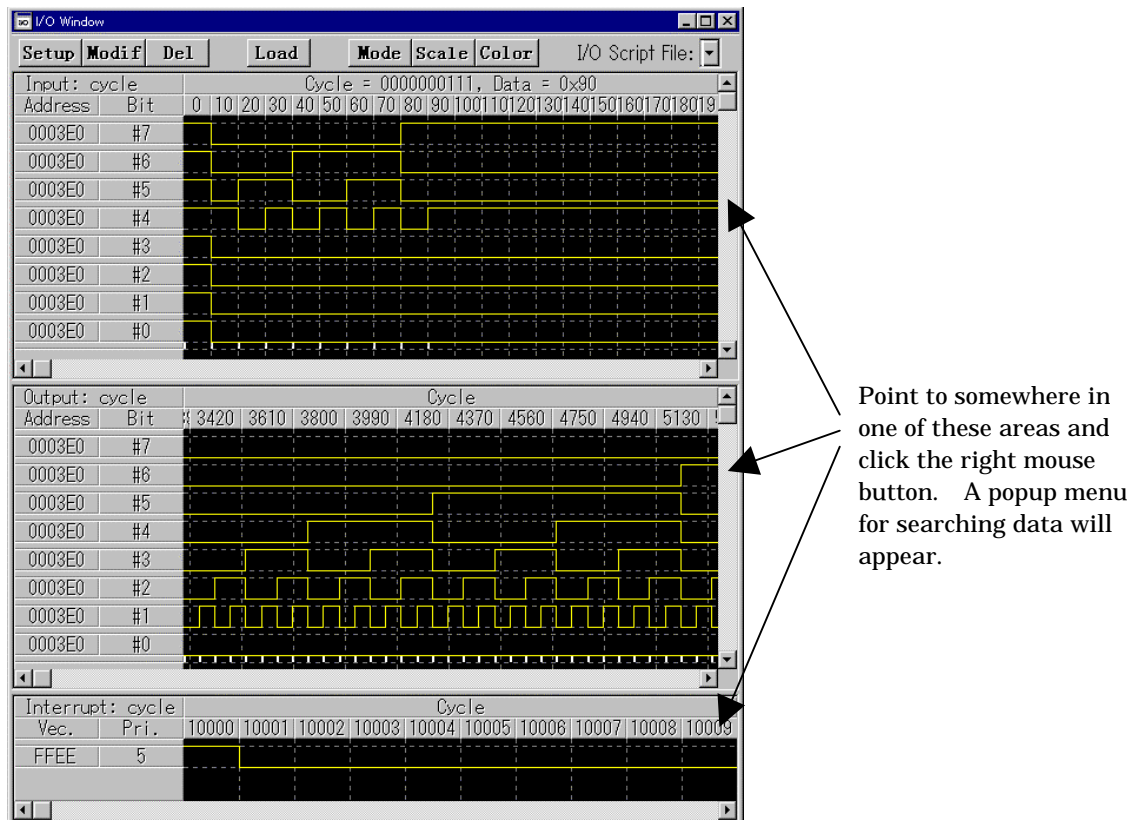 I/O Window
Setup Modif Del Load Mode Scale Color I/O Script File:
Input: cycle Cycle = 0000000111, Data = 0x90
Address Bit 0 10 20 30 40 50 60 70 80 90 100 110 120 130 140 150 160 170 180 19
0003E0 #7
0003E0 #6
0003E0 #5
0003E0 #4
0003E0 #3
0003E0 #2
0003E0 #1
0003E0 #0
Output: cycle Cycle
Address Bit 3420 3610 3800 3990 4180 4370 4560 4750 4940 5130
0003E0 #7
0003E0 #6
0003E0 #5
0003E0 #4
0003E0 #3
0003E0 #2
0003E0 #1
0003E0 #0
Interrupt: cycle Cycle
Vec. Pri. 10000 10001 10002 10003 10004 10005 10006 10007 10008 10009
FFEE 5
Point to somewhere in
one of these areas and
click the right mouse
button. A popup menu
for searching data will
appear.